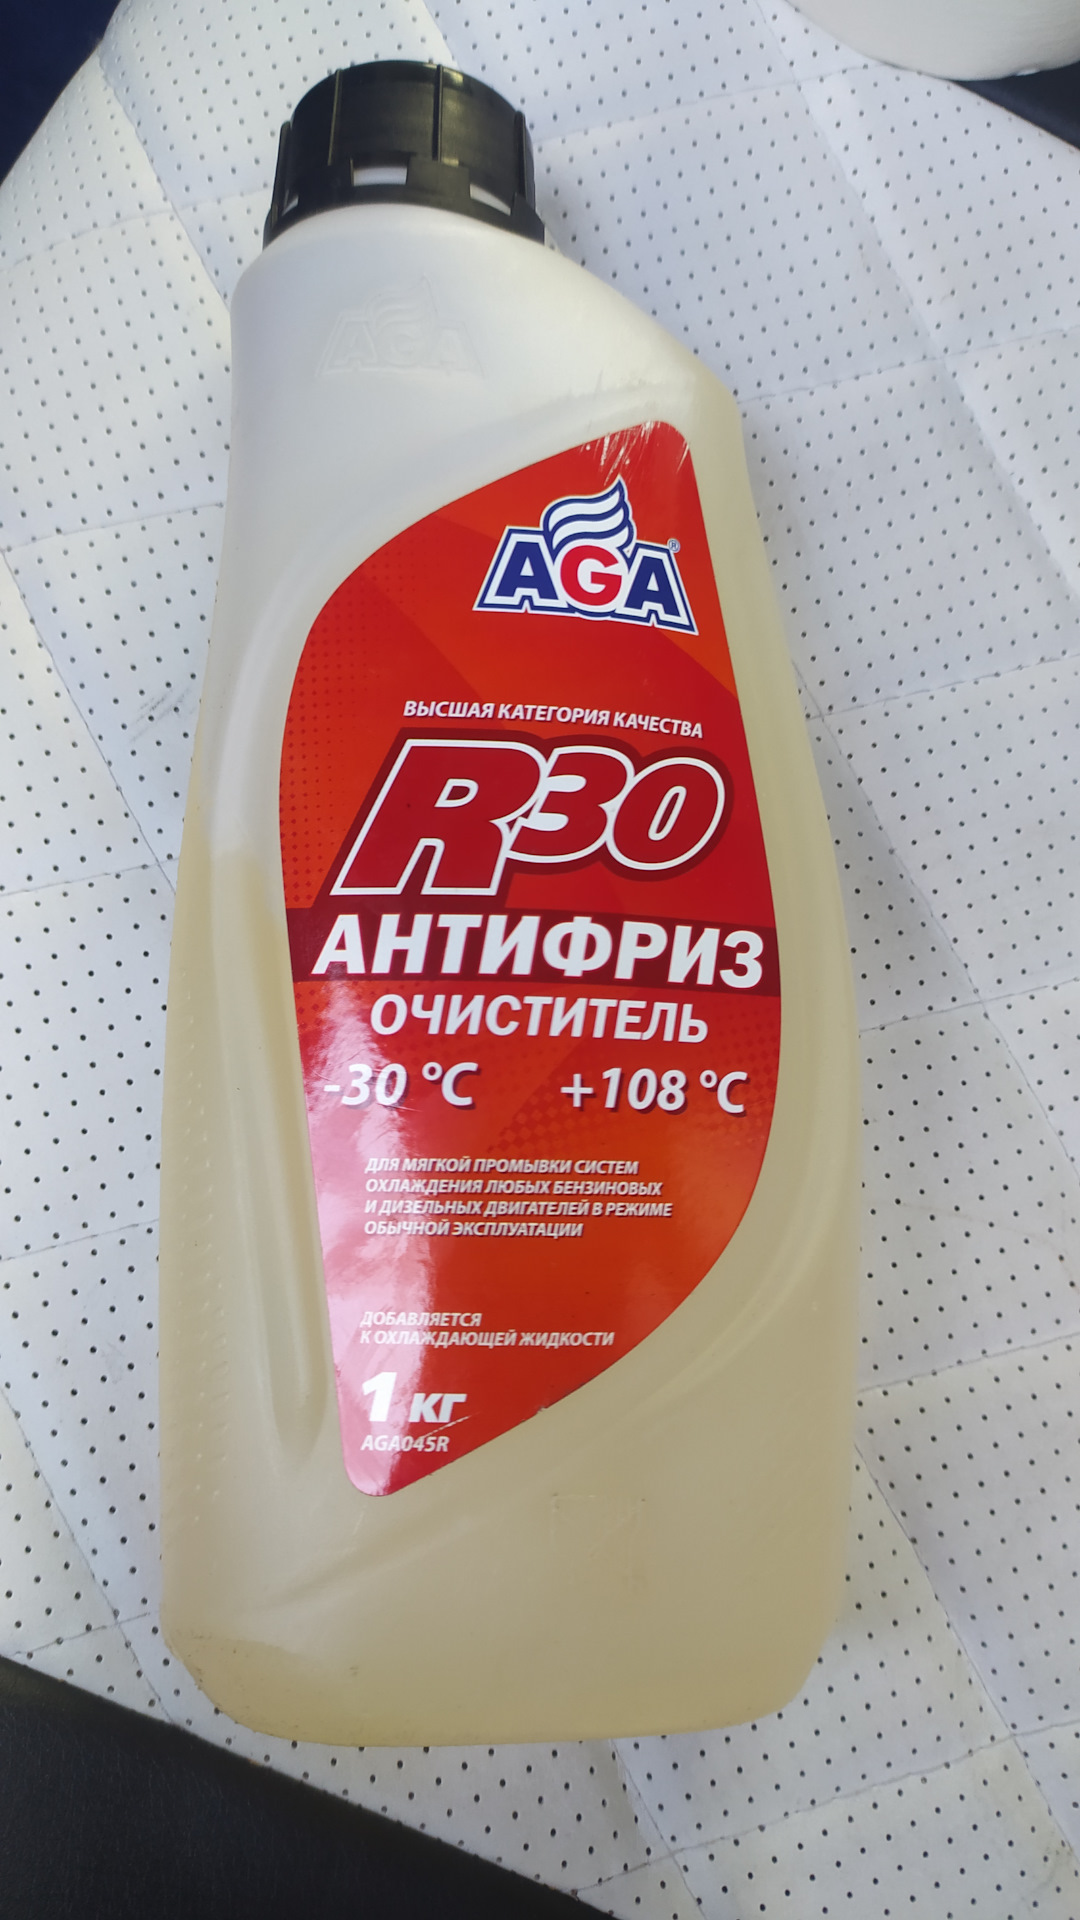 AGA
AGA®
ВЫСШАЯ КАТЕГОРИЯ КАЧЕСТВА
R30
АНТИФРИЗ
ОЧИСТИТЕЛЬ
-30 °C +108 °C
ДЛЯ МЯГКОЙ ПРОМЫВКИ СИСТЕМ
ОХЛАЖДЕНИЯ ЛЮБЫХ БЕНЗИНОВЫХ
И ДИЗЕЛЬНЫХ ДВИГАТЕЛЕЙ В РЕЖИМЕ
ОБЫЧНОЙ ЭКСПЛУАТАЦИИ
ДОБАВЛЯЕТСЯ
К ОХЛАЖДАЮЩЕЙ ЖИДКОСТИ
1 кг
AGA045R